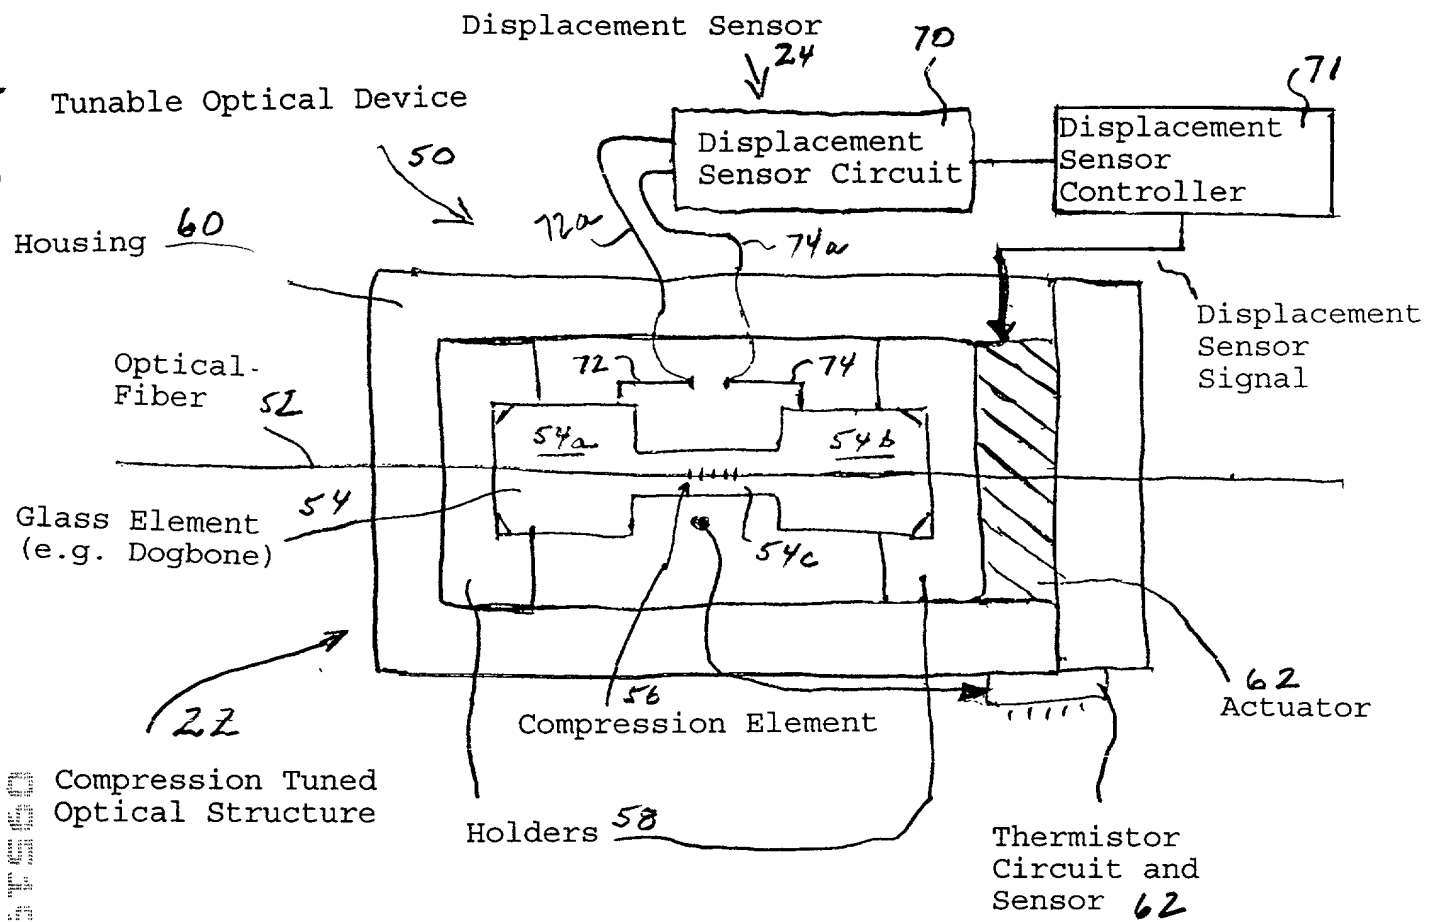 Displacement Sensor
24
70
71
Tunable Optical Device
50
Displacement
Sensor Circuit
Displacement
Sensor
Controller
72a
74a
Housing 60
Displacement
Sensor
Signal
Optical-
Fiber 52
72
74
54a
54b
Glass Element 54
(e.g. Dogbone)
54c
56
Compression Element
62
Actuator
22
Compression Tuned
Optical Structure
Holders 58
Thermistor
Circuit and
Sensor 62